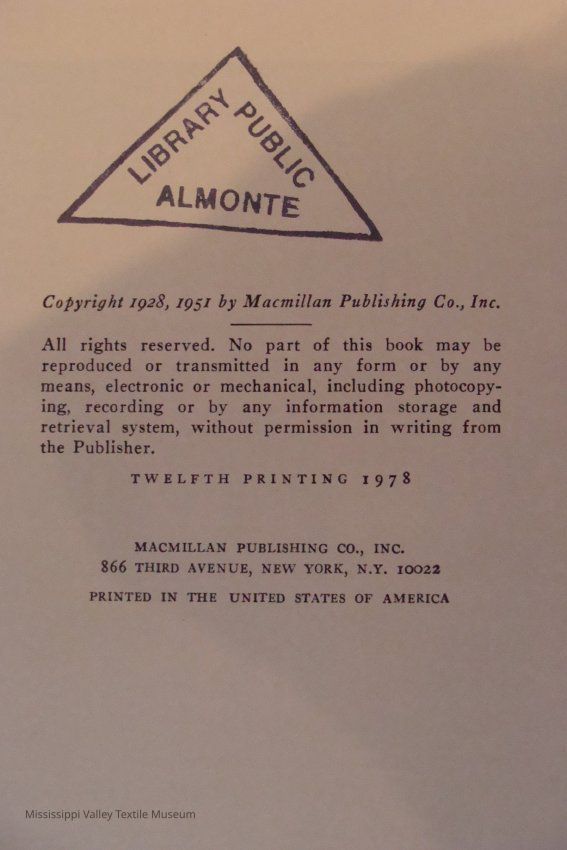 LIBRARY PUBLIC
ALMONTE
Copyright 1928, 1951 by Macmillan Publishing Co., Inc.
All rights reserved. No part of this book may be
reproduced or transmitted in any form or by any
means, electronic or mechanical, including photocopy-
ing, recording or by any information storage and
retrieval system, without permission in writing from
the Publisher.
TWELFTH PRINTING 1978
MACMILLAN PUBLISHING CO., INC.
866 THIRD AVENUE, NEW YORK, N.Y. 10022
PRINTED IN THE UNITED STATES OF AMERICA
Mississippi Valley Textile Museum